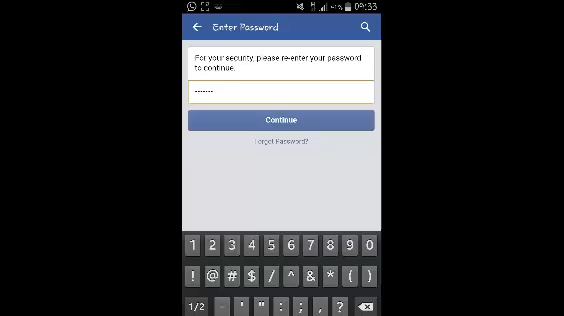 09:33
Enter Password
For your security, please re-enter your password
to continue.
-------
Continue
Forgot Password?
1 2 3 4 5 6 7 8 9 0
! @ # $ / ^ & * ( )
1/2 - ' " : ; , ?